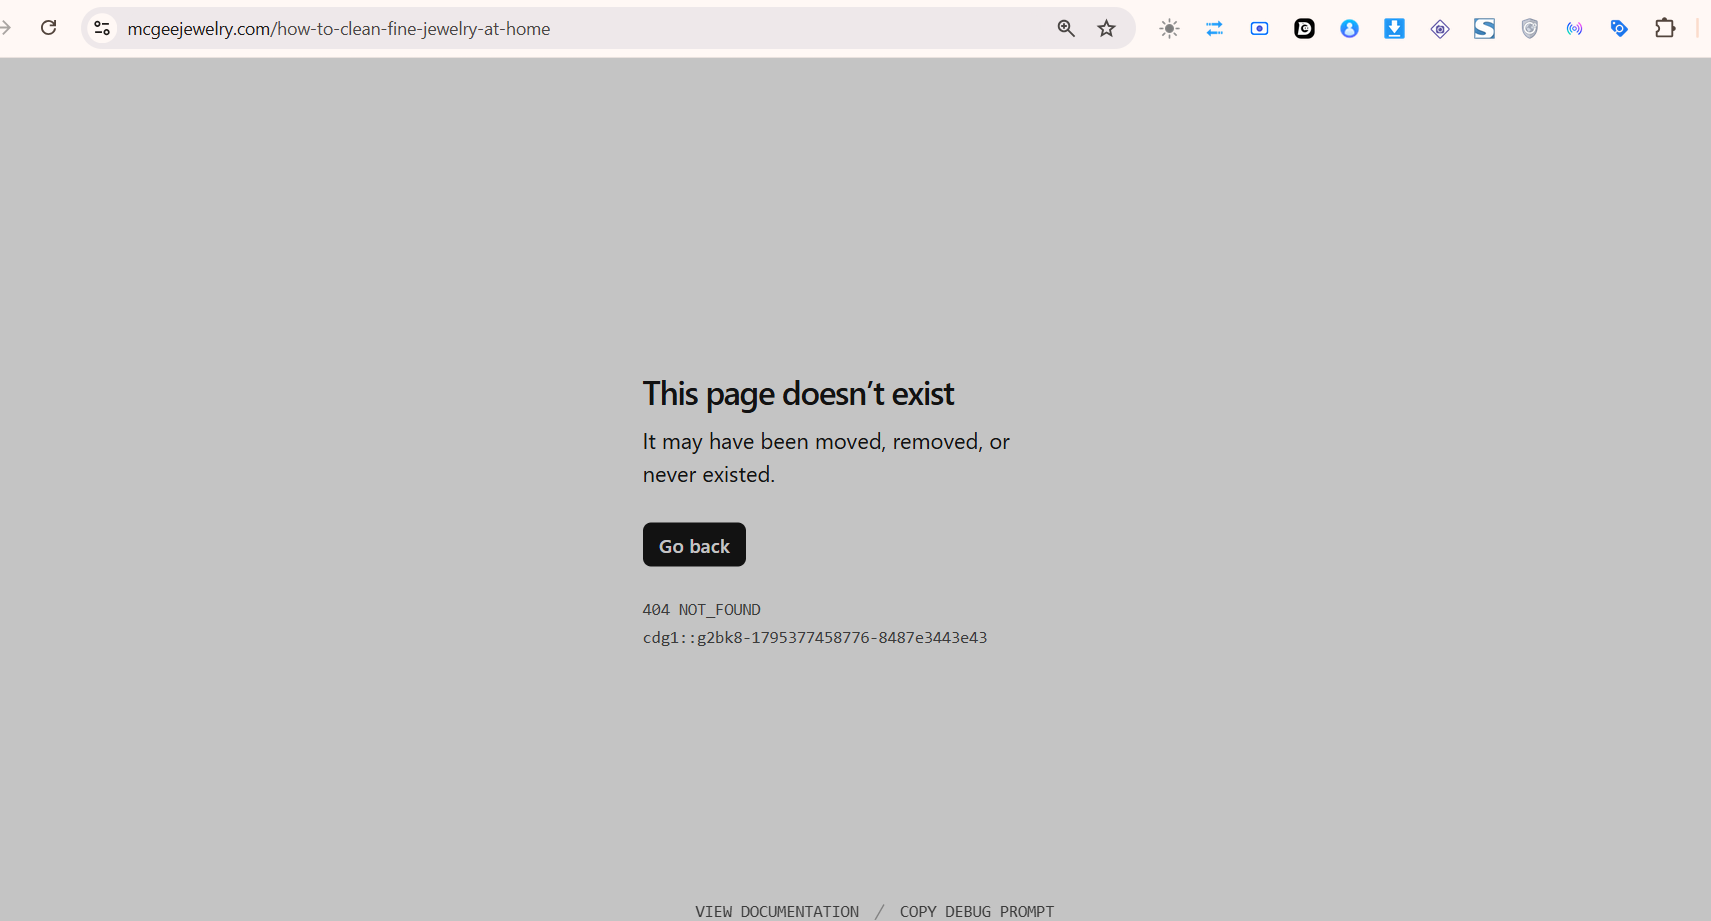 mcgeejewelry.com/how-to-clean-fine-jewelry-at-home
This page doesn’t exist
It may have been moved, removed, or
never existed.
Go back
404 NOT_FOUND
cdg1::g2bk8-1795377458776-8487e3443e43
VIEW DOCUMENTATION / COPY DEBUG PROMPT